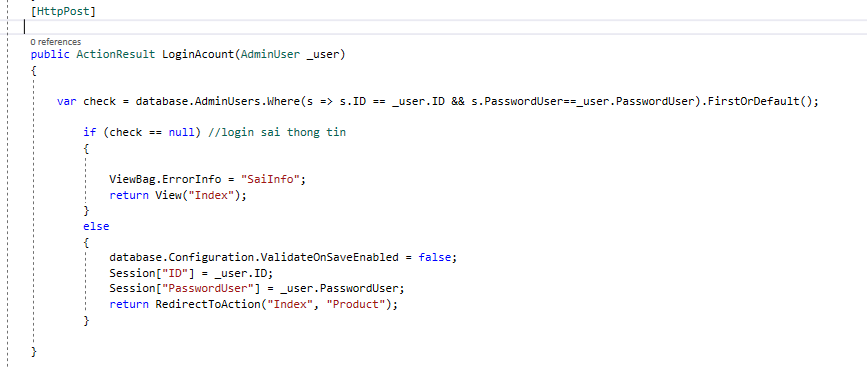 [HttpPost]
0 references
public ActionResult LoginAcount(AdminUser _user)
{
var check = database.AdminUsers.Where(s => s.ID == _user.ID && s.PasswordUser==_user.PasswordUser).FirstOrDefault();
if (check == null) //login sai thong tin
{
ViewBag.ErrorInfo = "SaiInfo";
return View("Index");
}
else
{
database.Configuration.ValidateOnSaveEnabled = false;
Session["ID"] = _user.ID;
Session["PasswordUser"] = _user.PasswordUser;
return RedirectToAction("Index", "Product");
}
}